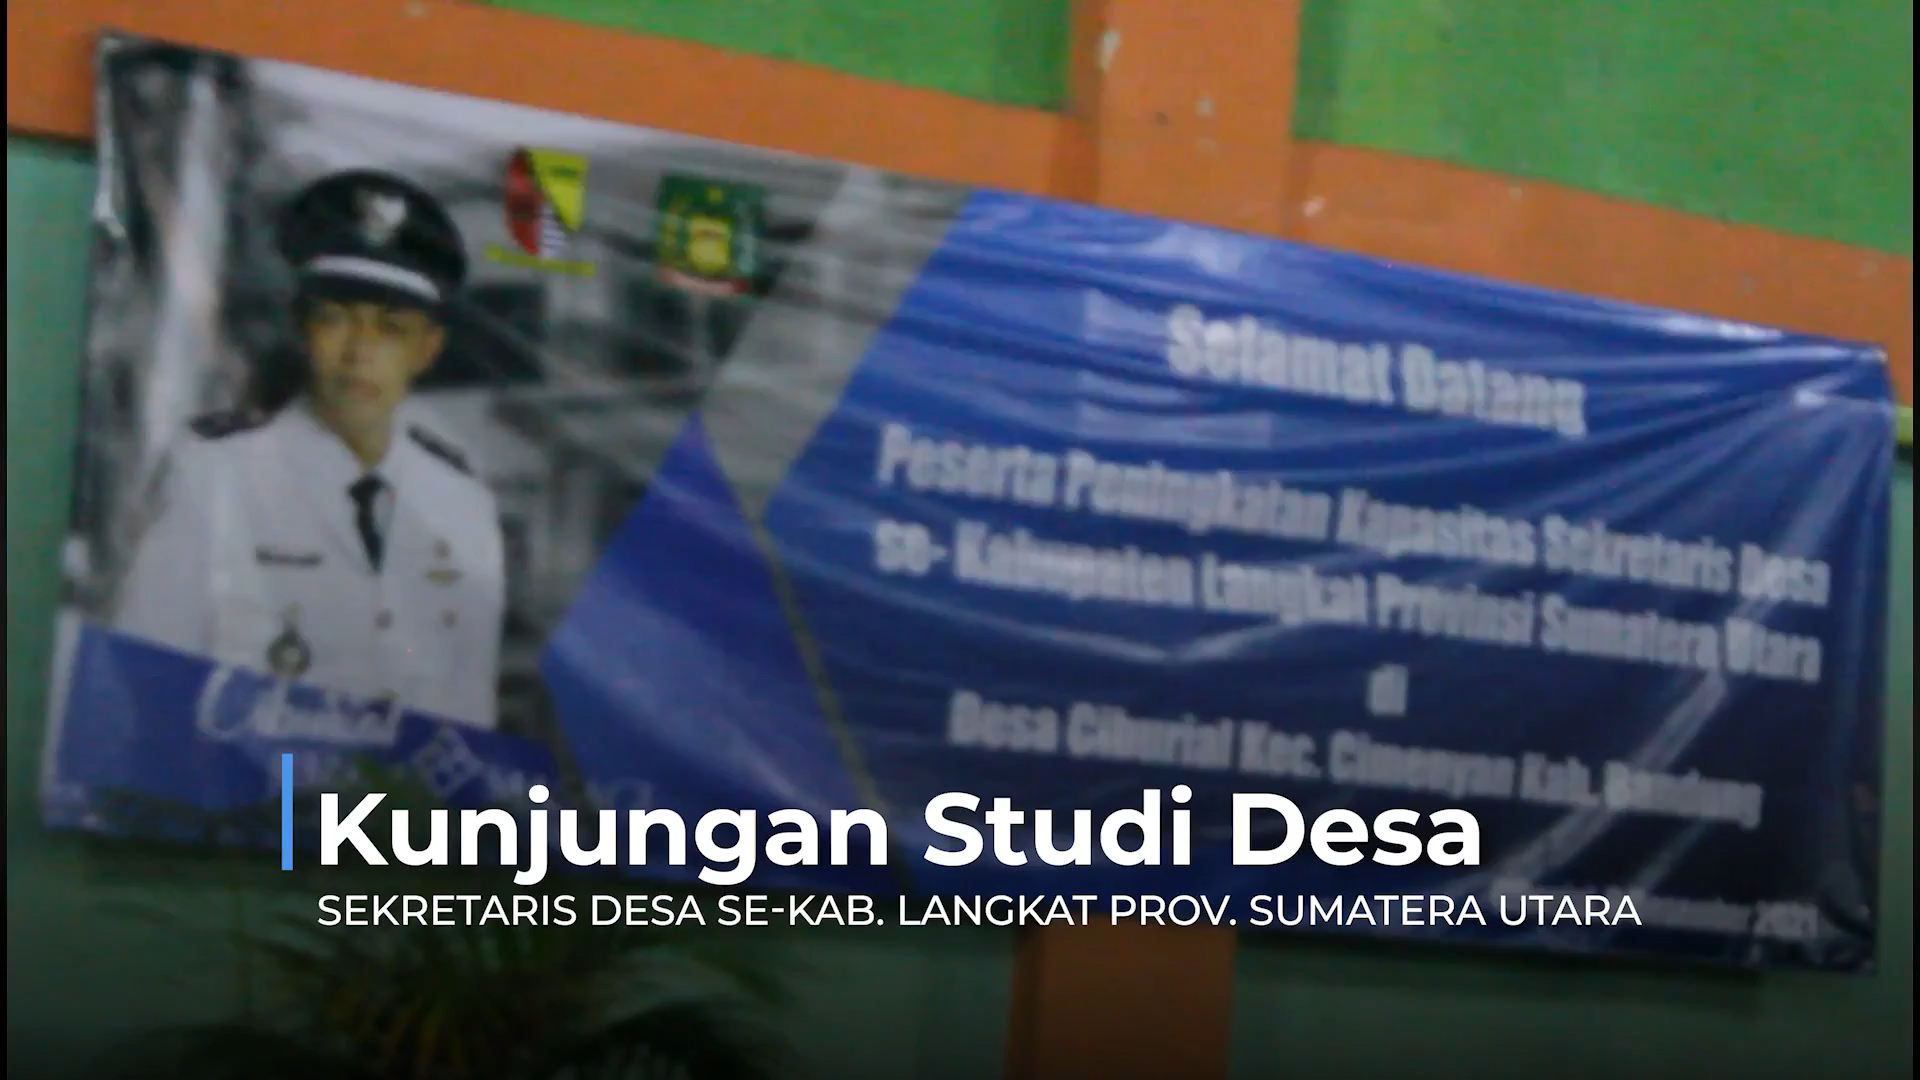 Selamat Datang
Peserta Peningkatan Kapasitas Sekretaris Desa
se- Kabupaten Langkat Provinsi Sumatera Utara
di
Desa Ciburial Kec. Cimenyan Kab. Bandung
2021
Kunjungan Studi Desa
SEKRETARIS DESA SE-KAB. LANGKAT PROV. SUMATERA UTARA